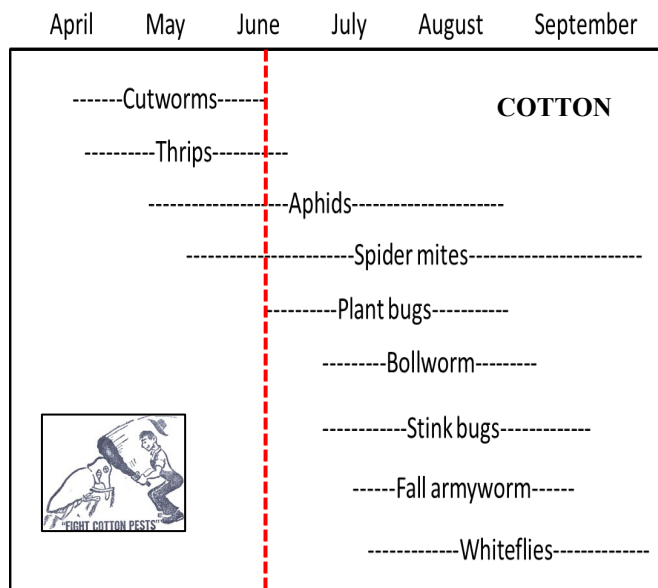 April May June July August September
-------Cutworms-------
COTTON
----------Thrips----------
--------------------Aphids--------------------
------------------------Spider mites------------------------
----------Plant bugs-----------
---------Bollworm---------
------------Stink bugs-------------
------Fall armyworm------
-------------Whiteflies-------------
"FIGHT COTTON PESTS"